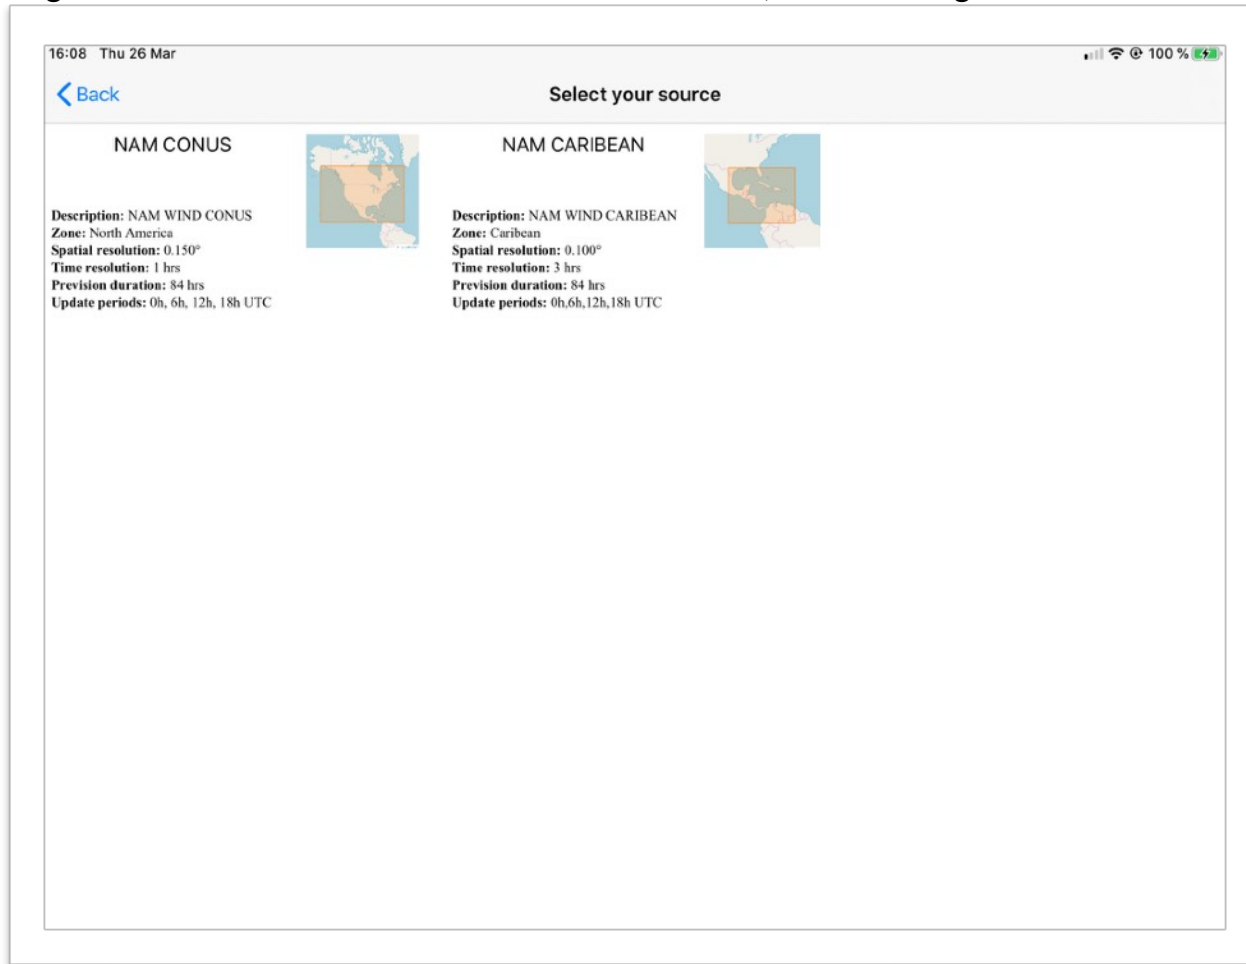 16:08 Thu 26 Mar
100 %
Back
Select your source
NAM CONUS
Description: NAM WIND CONUS
Zone: North America
Spatial resolution: 0.150°
Time resolution: 1 hrs
Prevision duration: 84 hrs
Update periods: 0h, 6h, 12h, 18h UTC
NAM CARIBEAN
Description: NAM WIND CARIBEAN
Zone: Caribean
Spatial resolution: 0.100°
Time resolution: 3 hrs
Prevision duration: 84 hrs
Update periods: 0h,6h,12h,18h UTC